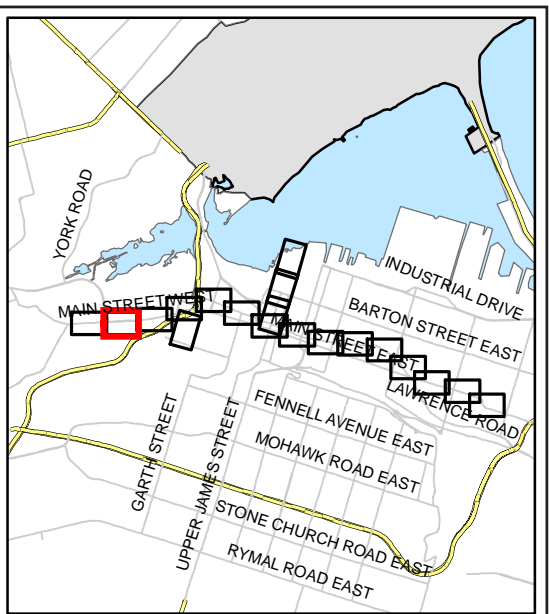 YORK ROAD
INDUSTRIAL DRIVE
MAIN STREET WEST
BARTON STREET EAST
MAIN STREET EAST
LAWRENCE ROAD
FENNELL AVENUE EAST
GARTH STREET
UPPER JAMES STREET
MOHAWK ROAD EAST
STONE CHURCH ROAD EAST
RYMAL ROAD EAST